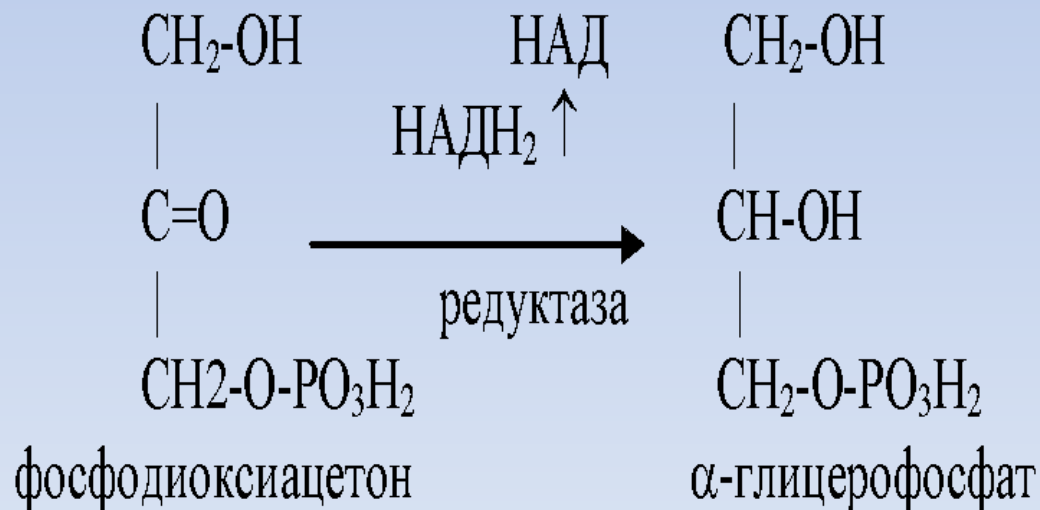 CH₂-OH НАД CH₂-OH
| НАДН₂ ↑ |
C=O CH-OH
| редуктаза |
CH2-O-PO₃H₂ CH₂-O-PO₃H₂
фосфодиоксиацетон α-глицерофосфат